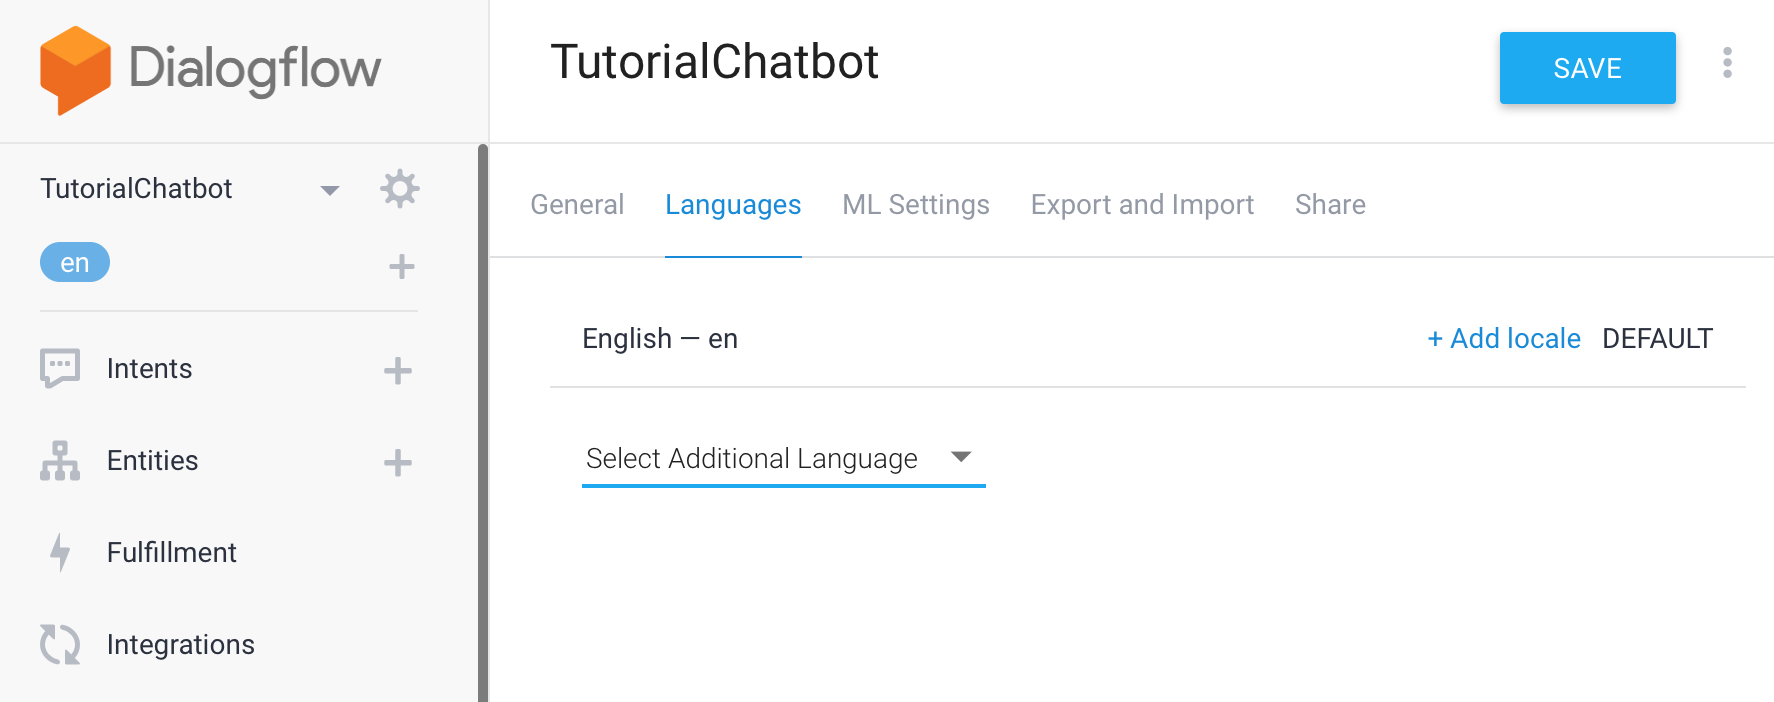 Dialogflow
TutorialChatbot
SAVE
TutorialChatbot
en
Intents
Entities
Fulfillment
Integrations
General Languages ML Settings Export and Import Share
English — en + Add locale DEFAULT
Select Additional Language